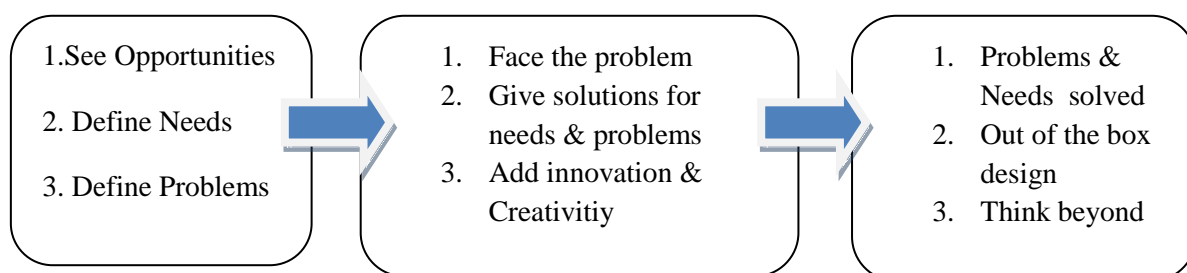 1.See Opportunities
2. Define Needs
3. Define Problems
1. Face the problem
2. Give solutions for
needs & problems
3. Add innovation &
Creativitiy
1. Problems &
Needs solved
2. Out of the box
design
3. Think beyond